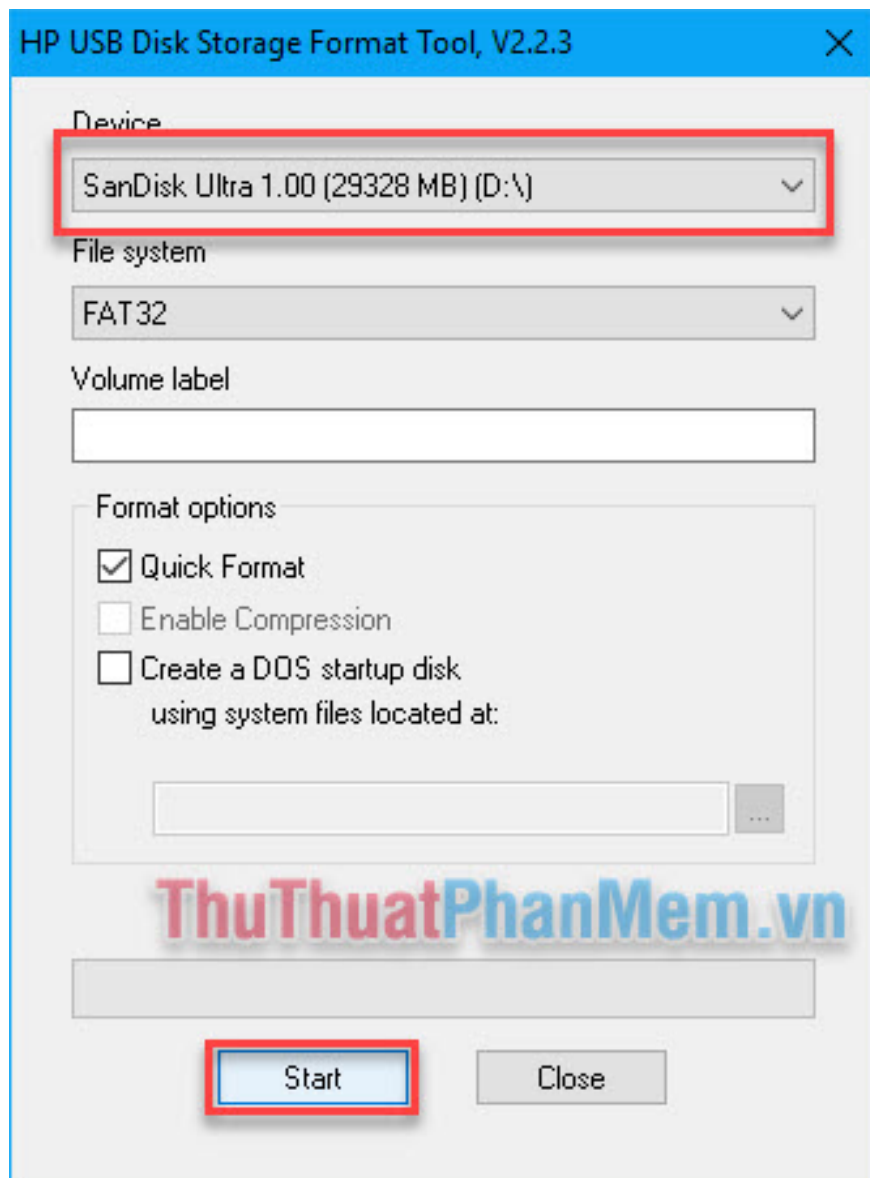 HP USB Disk Storage Format Tool, V2.2.3
Device
SanDisk Ultra 1.00 (29328 MB) (D:\)
File system
FAT32
Volume label
Format options
Quick Format
Enable Compression
Create a DOS startup disk
using system files located at:
...
ThuThuatPhanMem.vn
Start
Close